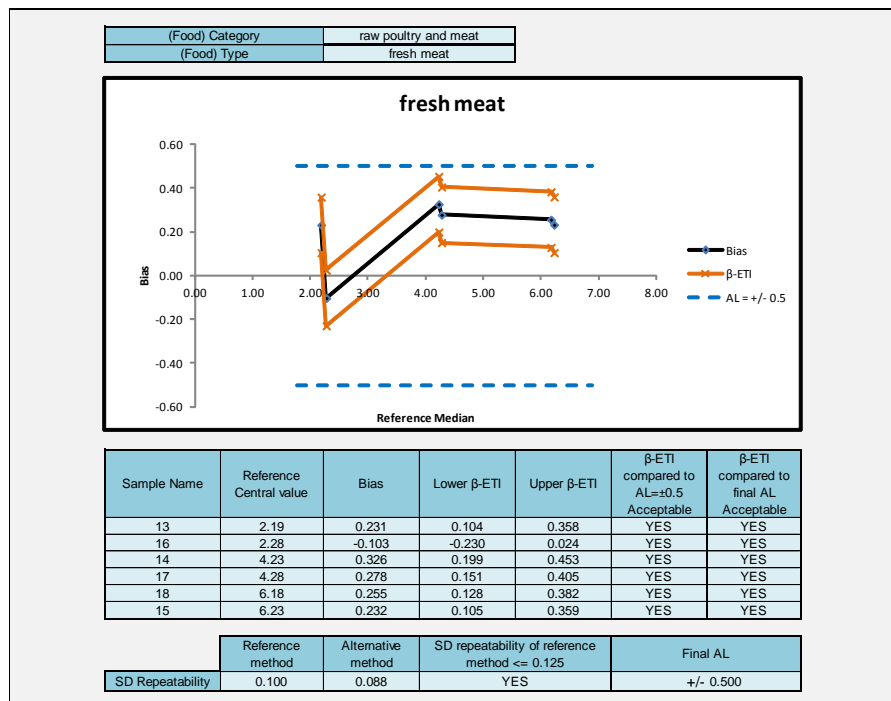 (Food) Category raw poultry and meat
(Food) Type fresh meat
fresh meat
0.60
0.40
0.20
0.00
-0.20
-0.40
-0.60
Bias
0.00 1.00 2.00 3.00 4.00 5.00 6.00 7.00 8.00
Reference Median
Bias
β-ETI
AL = +/- 0.5
Sample Name Reference Central value Bias Lower β-ETI Upper β-ETI β-ETI compared to AL=±0.5 Acceptable β-ETI compared to final AL Acceptable
13 2.19 0.231 0.104 0.358 YES YES
16 2.28 -0.103 -0.230 0.024 YES YES
14 4.23 0.326 0.199 0.453 YES YES
17 4.28 0.278 0.151 0.405 YES YES
18 6.18 0.255 0.128 0.382 YES YES
15 6.23 0.232 0.105 0.359 YES YES
Reference method Alternative method SD repeatability of reference method <= 0.125 Final AL
SD Repeatability 0.100 0.088 YES +/- 0.500